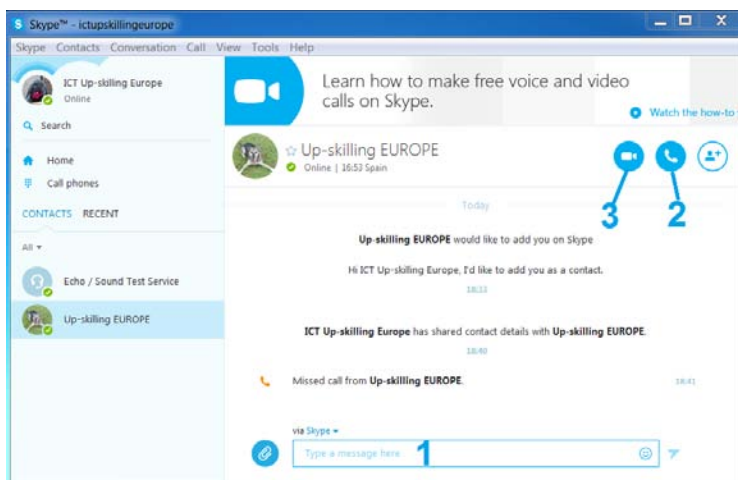 S Skype™ - ictupskillingeurope
Skype Contacts Conversation Call View Tools Help
ICT Up-skilling Europe
Online
Search
Home
Call phones
CONTACTS RECENT
All
Echo / Sound Test Service
Up-skilling EUROPE
Learn how to make free voice and video
calls on Skype.
Watch the how-to
Up-skilling EUROPE
Online | 16:53 Spain
3 2
Today
Up-skilling EUROPE would like to add you on Skype
Hi ICT Up-skilling Europe, I'd like to add you as a contact.
18:33
ICT Up-skilling Europe has shared contact details with Up-skilling EUROPE.
18:40
Missed call from Up-skilling EUROPE. 18:41
via Skype
Type a message here 1